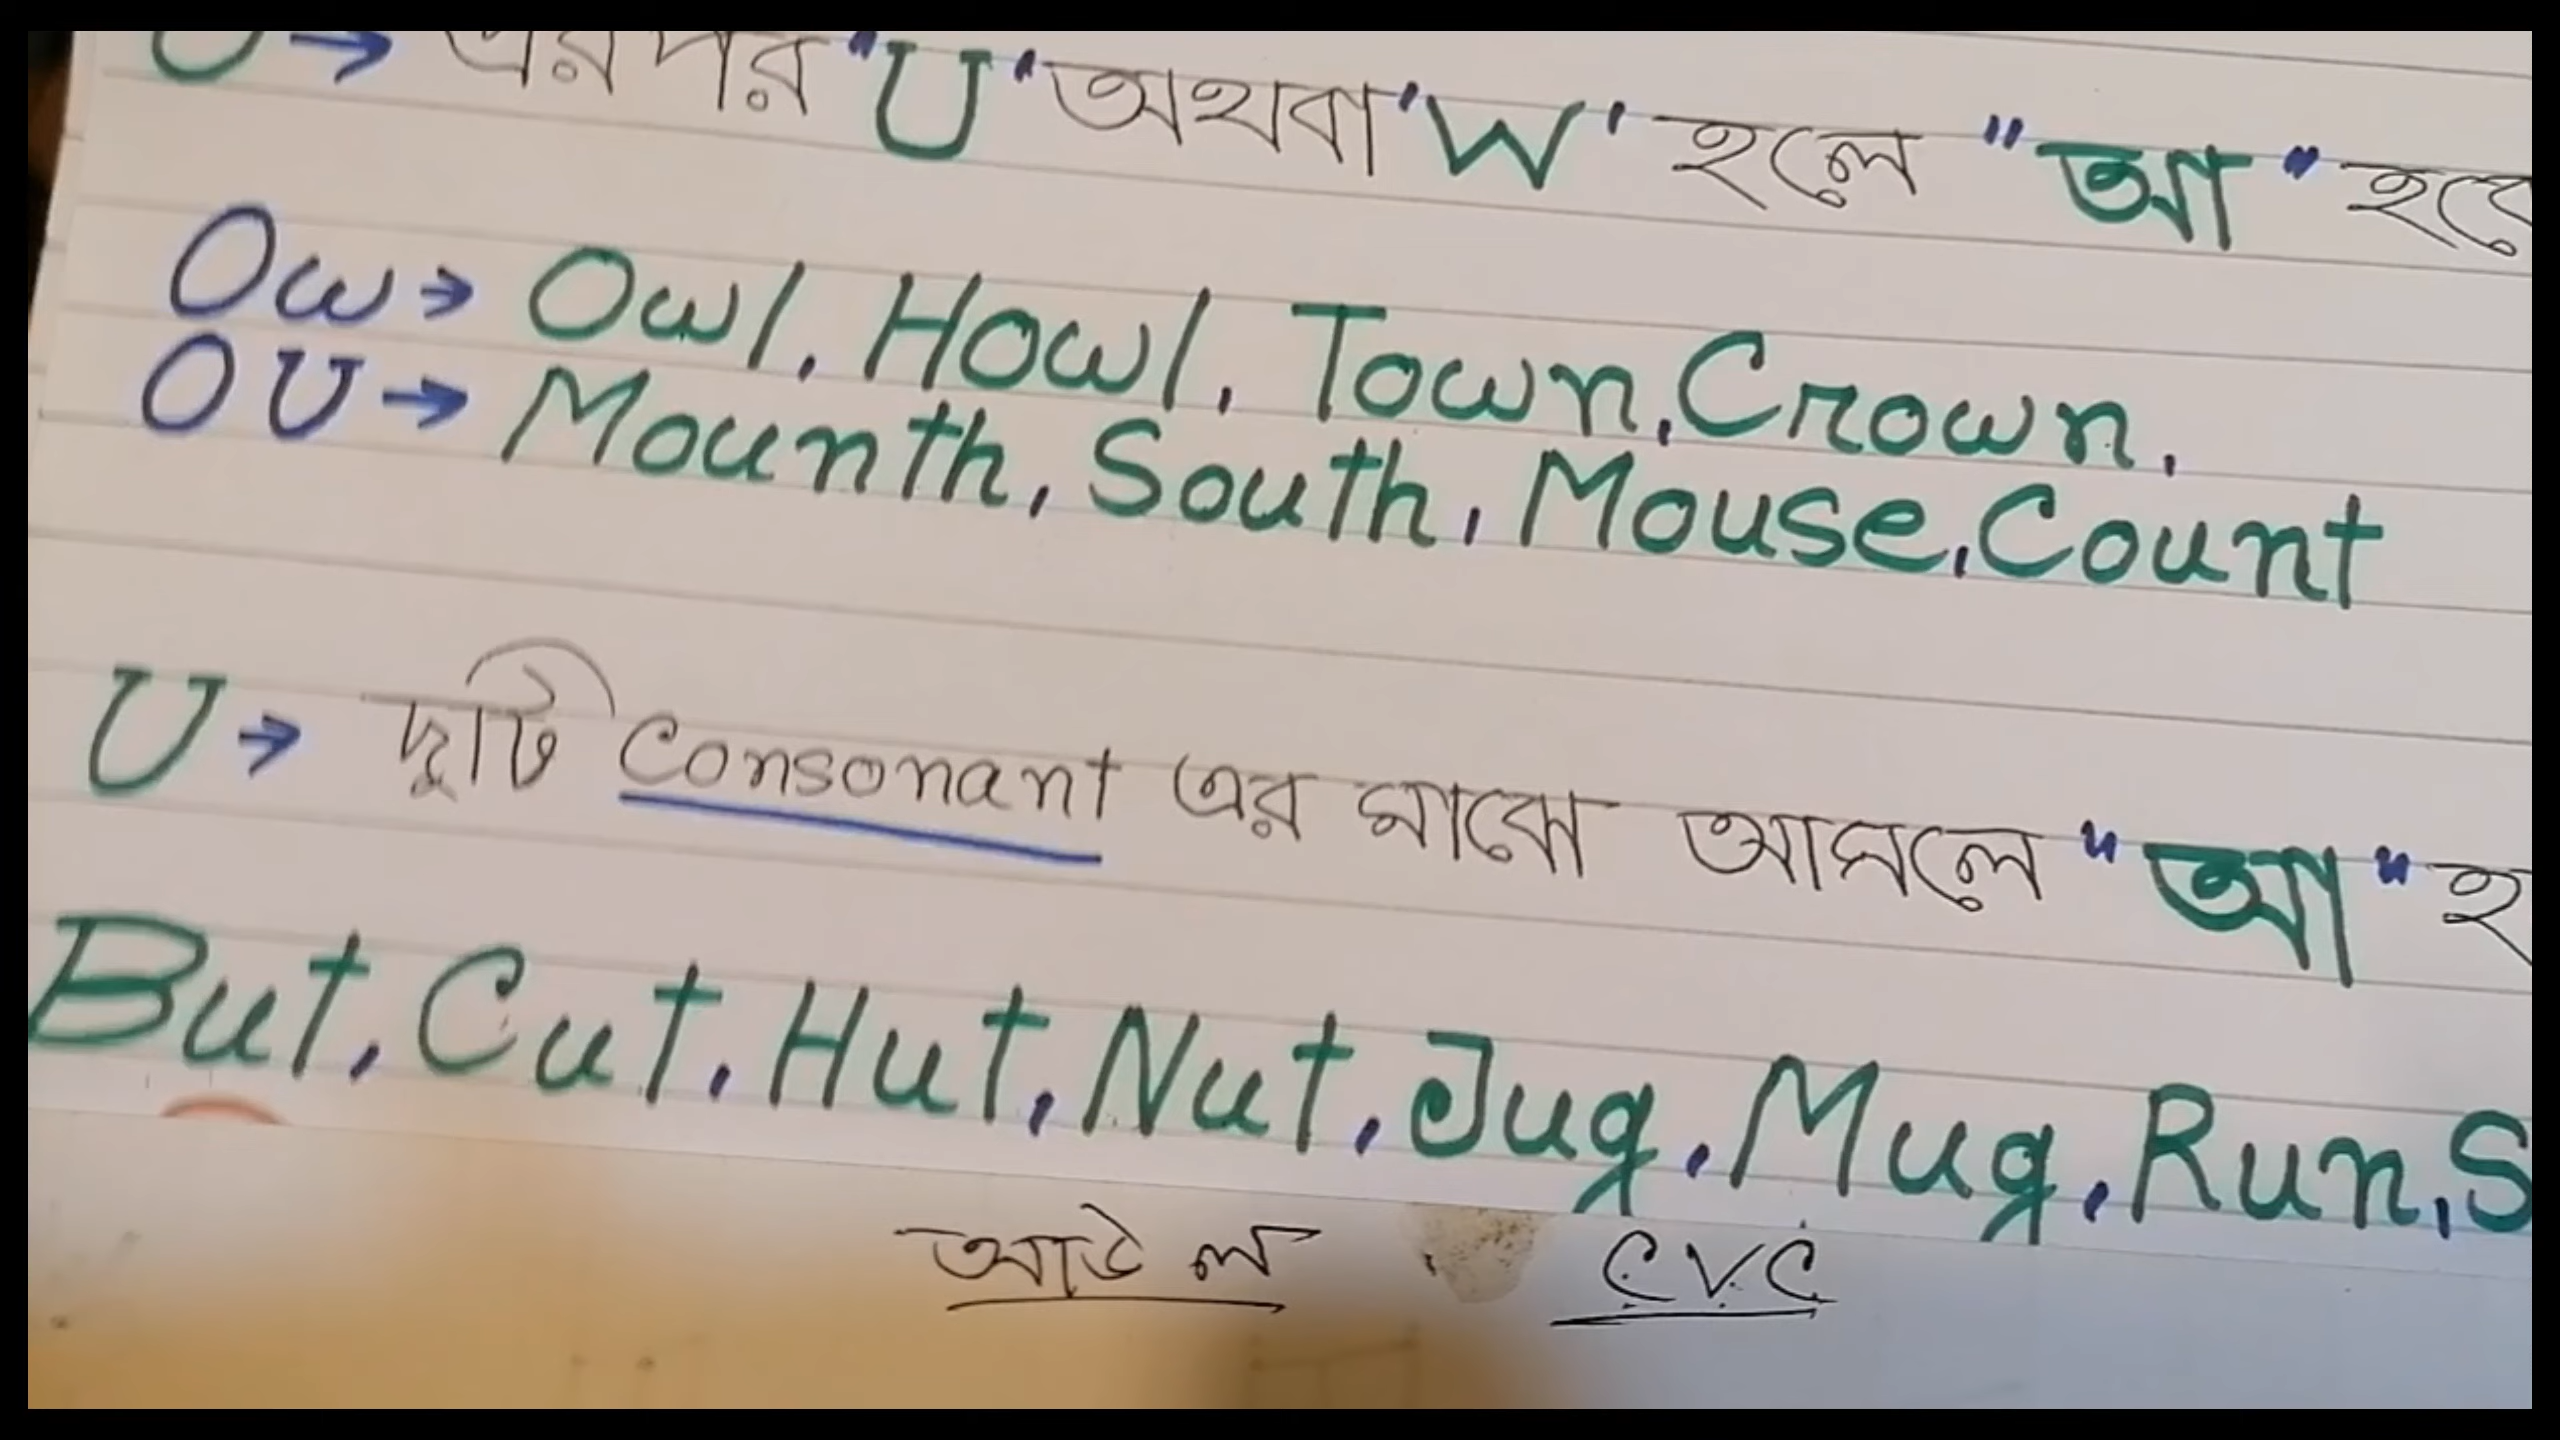 O→ এরপর "U" অথবা 'W' হলে "আ" হবে
Ow→ Owl, Howl, Town, Crown,
OU→ Mounth, South, Mouse, Count
U→ দুটি Consonant এর মাঝে আসলে "আ" হ
But, Cut, Hut, Nut, Jug, Mug, Run, S
আউল CVC